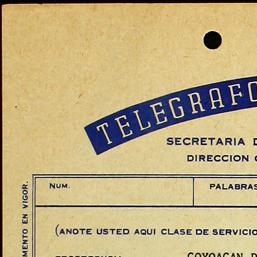 TELEGRAFO
SECRETARIA D
DIRECCION
NUM.
PALABRAS
(ANOTE USTED AQUI CLASE DE SERVICIO
COYOACAN, D
MENTO EN VIGOR.